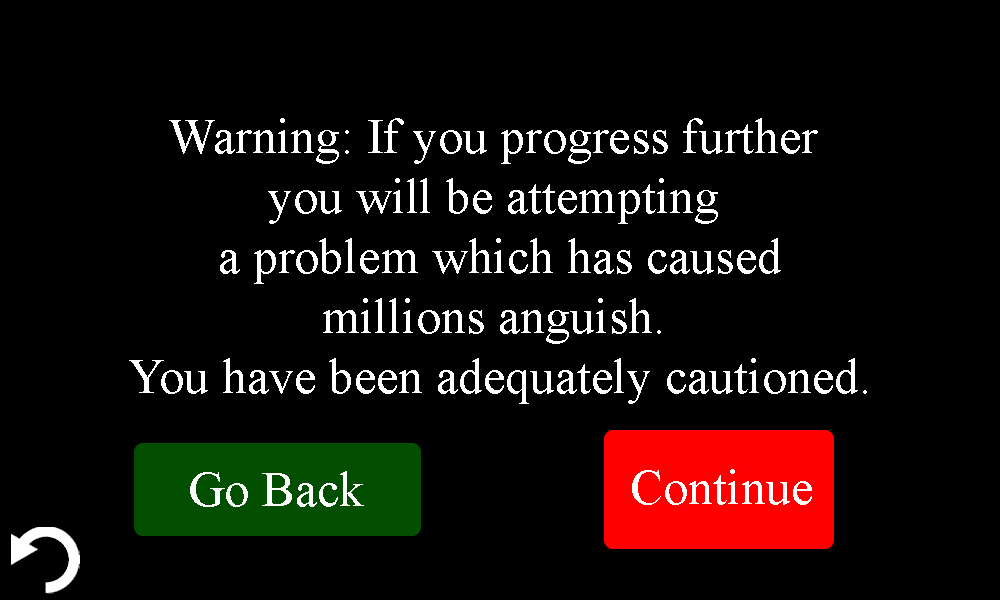 Warning: If you progress further
you will be attempting
a problem which has caused
millions anguish.
You have been adequately cautioned.
Go Back
Continue